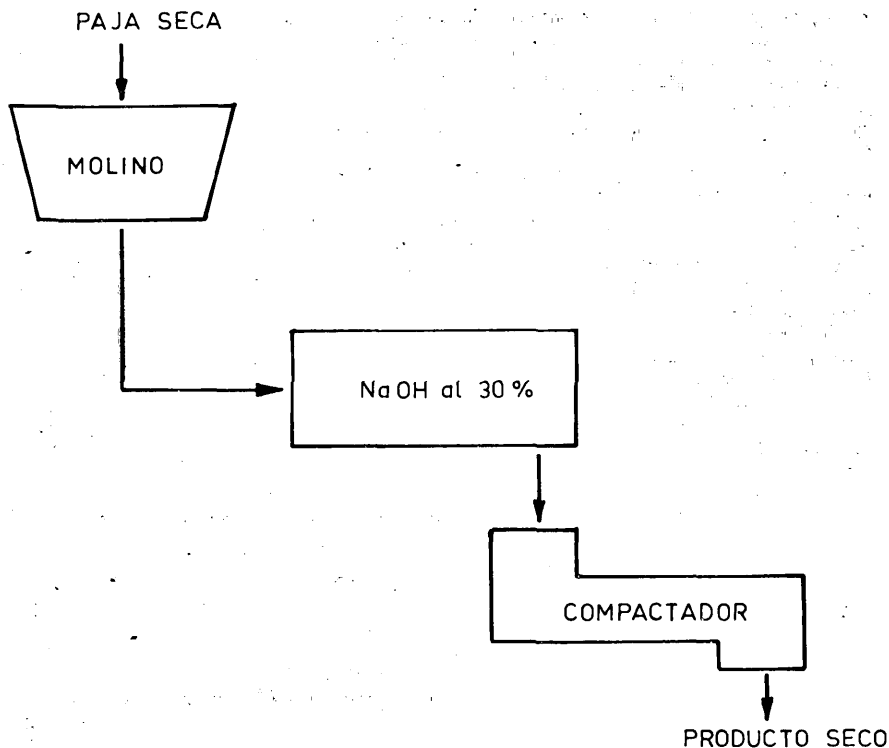 PAJA SECA
MOLINO
NaOH al 30 %
COMPACTADOR
PRODUCTO SECO